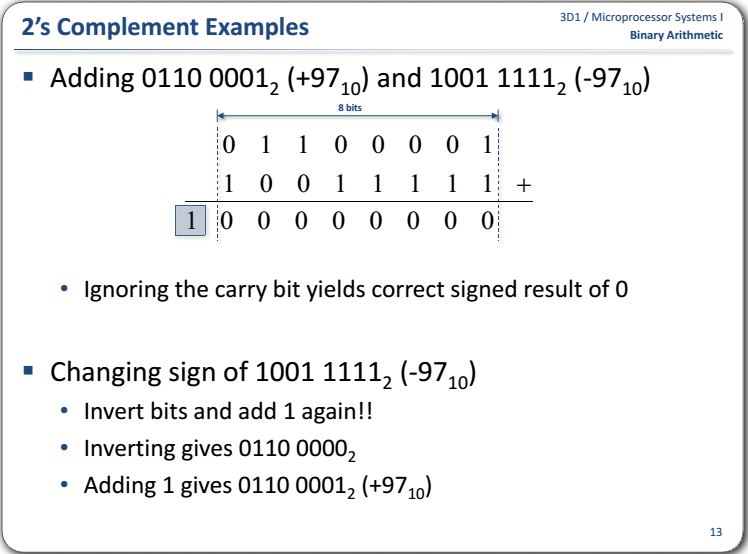 2’s Complement Examples
3D1 / Microprocessor Systems I
Binary Arithmetic
▪ Adding 0110 0001₂ (+97₁₀) and 1001 1111₂ (-97₁₀)
8 bits
0 1 1 0 0 0 0 1
1 0 0 1 1 1 1 1 +
1 0 0 0 0 0 0 0 0
• Ignoring the carry bit yields correct signed result of 0
▪ Changing sign of 1001 1111₂ (-97₁₀)
• Invert bits and add 1 again!!
• Inverting gives 0110 0000₂
• Adding 1 gives 0110 0001₂ (+97₁₀)
13